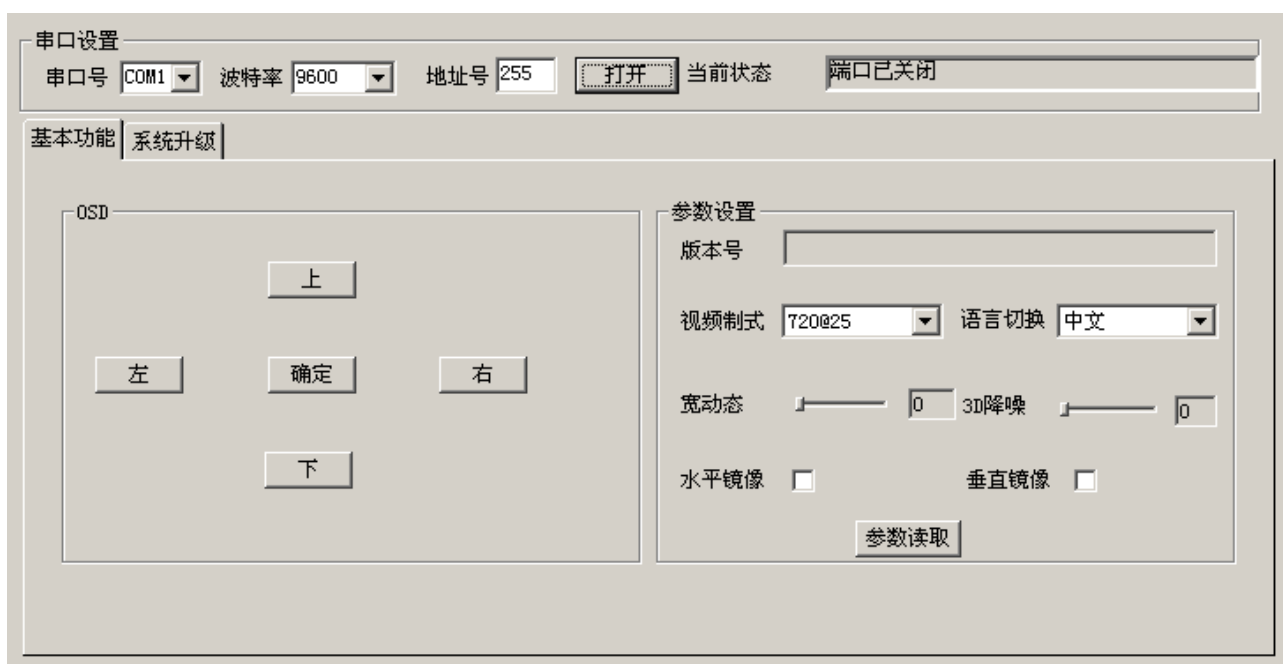 串口设置
串口号 COM1 波特率 9600 地址号 255 打开 当前状态 端口已关闭
基本功能 系统升级
OSD
上
左 确定 右
下
参数设置
版本号
视频制式 720@25 语言切换 中文
宽动态 0 3D降噪 0
水平镜像 垂直镜像
参数读取